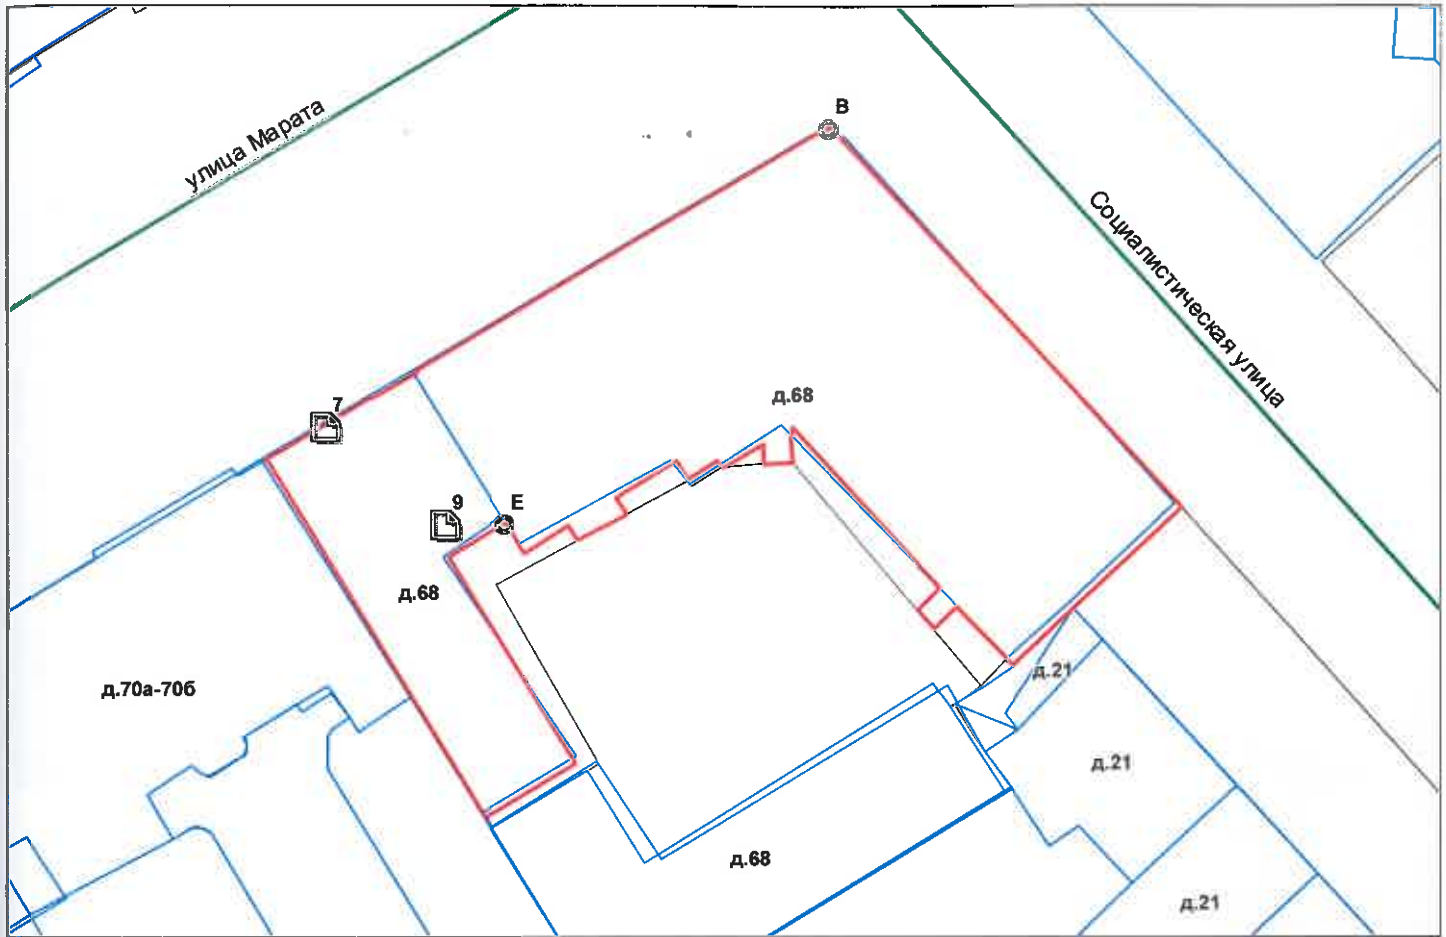 В
улица Марата
Социалистическая улица
д.68
7
9
Е
д.68
д.70а-70б
д.21
д.21
д.68
д.21